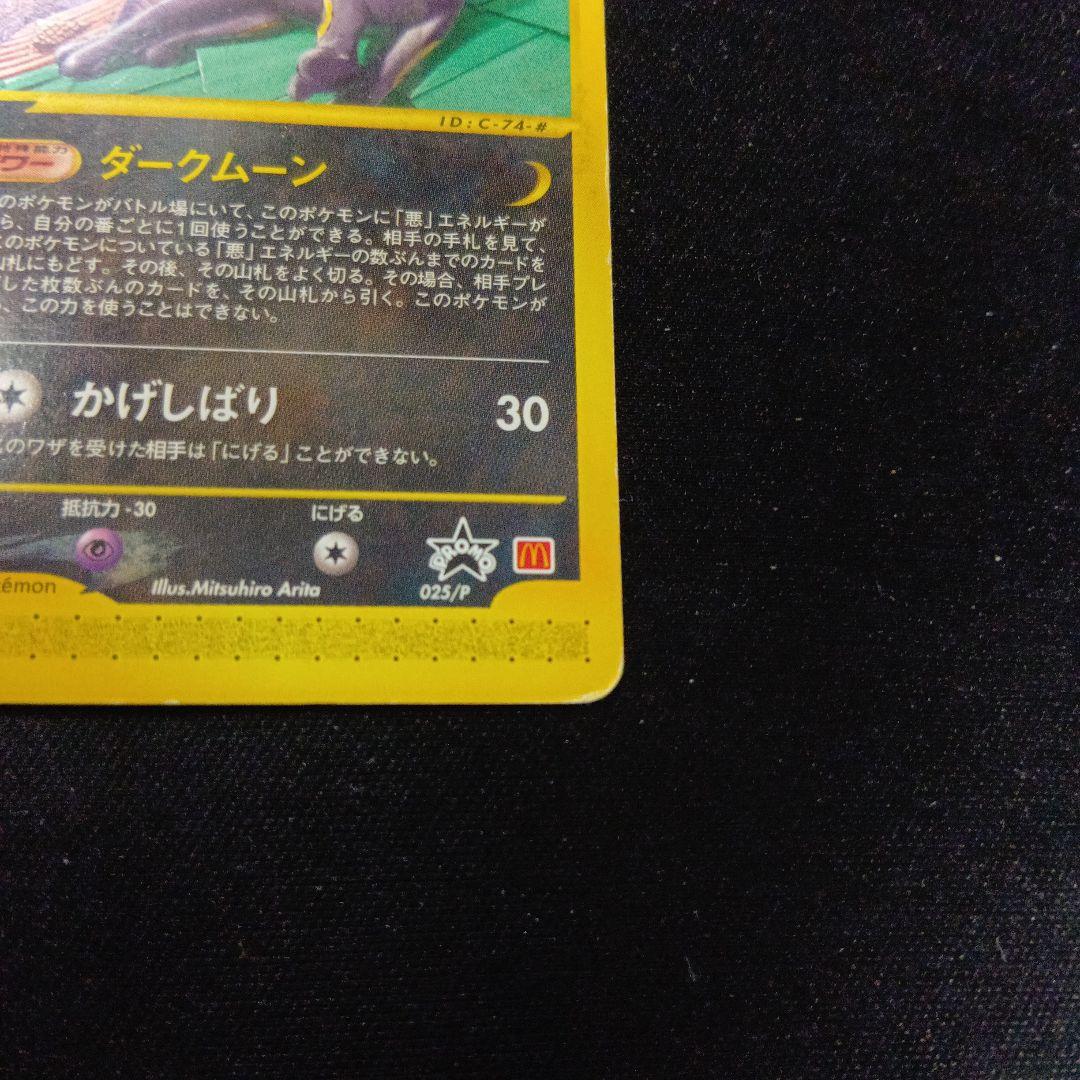 ID:C-74-#
ワー ダークムーン
のポケモンがバトル場にいて、このポケモンに「悪」エネルギーが
ら、自分の番ごとに1回使うことができる。相手の手札を見て、
のポケモンについている「悪」エネルギーの数ぶんまでのカードを
山札にもどす。その後、その山札をよく切る。その場合、相手プレ
した枚数ぶんのカードを、その山札から引く。このポケモンが
、この力を使うことはできない。
かげしばり 30
このワザを受けた相手は「にげる」ことができない。
抵抗力-30 にげる
PROMO
émon Illus.Mitsuhiro Arita 025/P